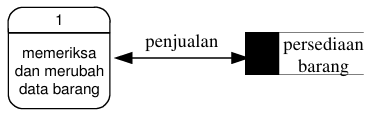 1
memeriksa
dan merubah
data barang
penjualan
persediaan
barang